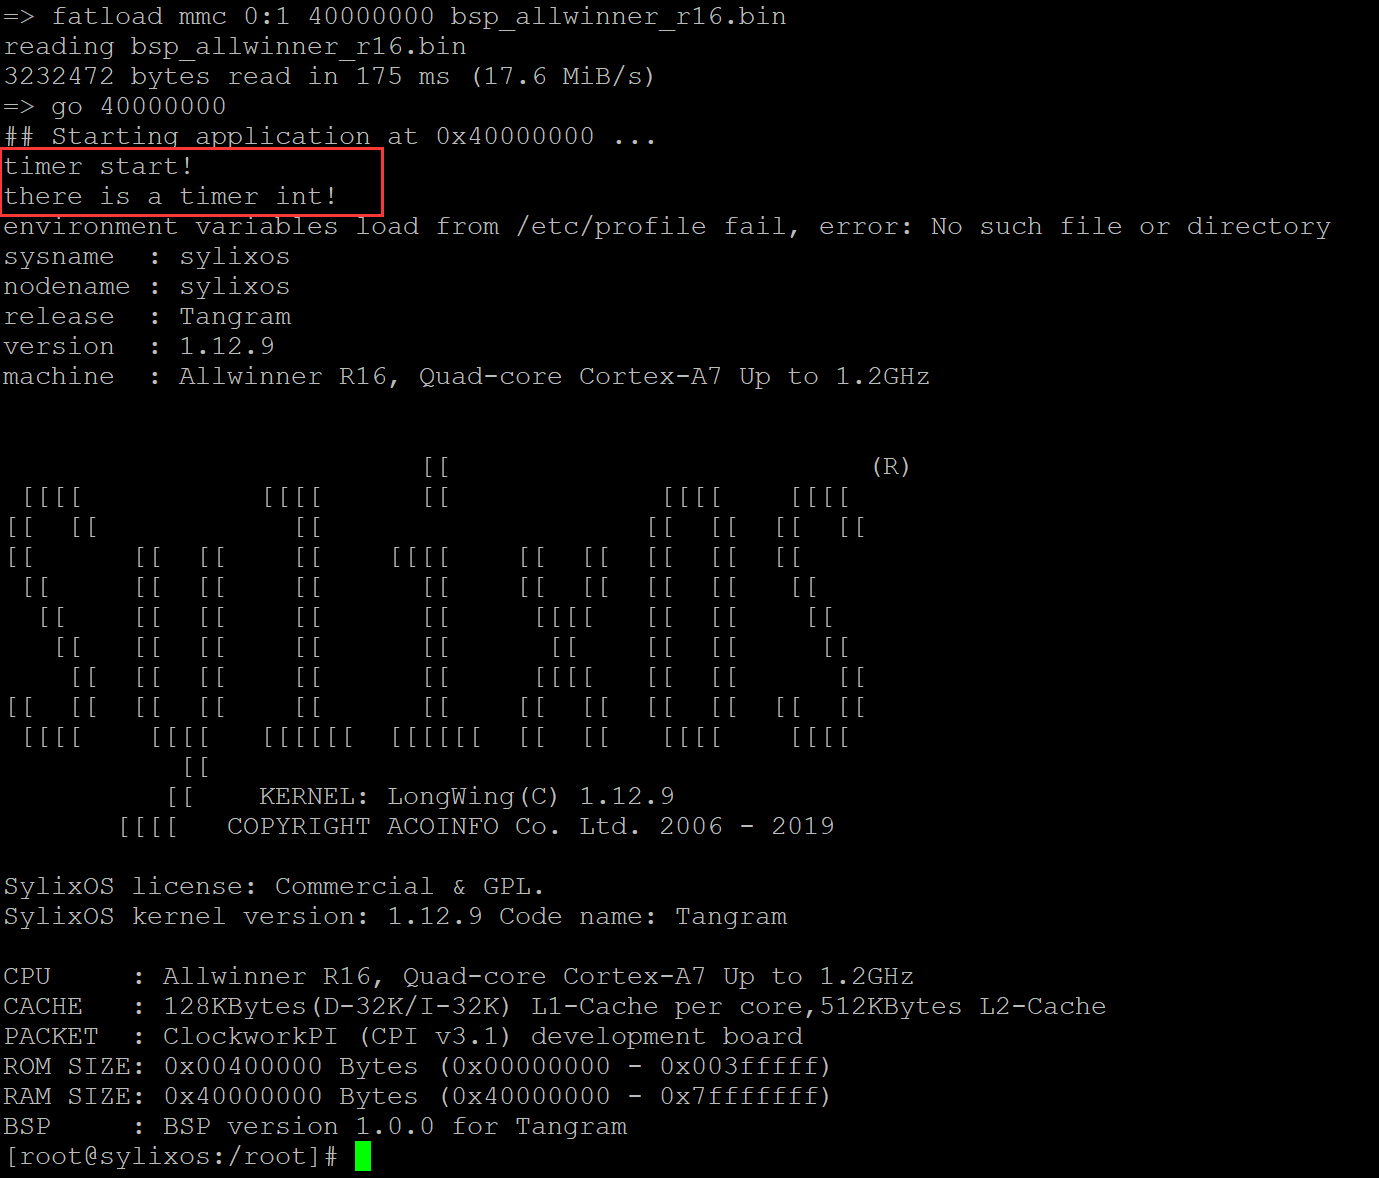 => fatload mmc 0:1 40000000 bsp_allwinner_r16.bin
reading bsp_allwinner_r16.bin
3232472 bytes read in 175 ms (17.6 MiB/s)
=> go 40000000
## Starting application at 0x40000000 ...
timer start!
there is a timer int!
environment variables load from /etc/profile fail, error: No such file or directory
sysname  : sylixos
nodename : sylixos
release  : Tangram
version  : 1.12.9
machine  : Allwinner R16, Quad-core Cortex-A7 Up to 1.2GHz
                          [[                          (R)
 [[[[           [[[[      [[             [[[[    [[[[
[[  [[            [[                    [[  [[  [[  [[
[[      [[  [[    [[    [[[[    [[  [[  [[  [[  [[
 [[     [[  [[    [[      [[    [[  [[  [[  [[   [[
  [[    [[  [[    [[      [[     [[[[   [[  [[    [[
   [[   [[  [[    [[      [[      [[    [[  [[     [[
    [[  [[  [[    [[      [[     [[[[   [[  [[      [[
[[  [[  [[  [[    [[      [[    [[  [[  [[  [[  [[  [[
 [[[[    [[[[   [[[[[[  [[[[[[  [[  [[   [[[[    [[[[
           [[
          [[    KERNEL: LongWing(C) 1.12.9
       [[[[   COPYRIGHT ACOINFO Co. Ltd. 2006 - 2019
SylixOS license: Commercial & GPL.
SylixOS kernel version: 1.12.9 Code name: Tangram
CPU     : Allwinner R16, Quad-core Cortex-A7 Up to 1.2GHz
CACHE   : 128KBytes(D-32K/I-32K) L1-Cache per core,512KBytes L2-Cache
PACKET  : ClockworkPI (CPI v3.1) development board
ROM SIZE: 0x00400000 Bytes (0x00000000 - 0x003fffff)
RAM SIZE: 0x40000000 Bytes (0x40000000 - 0x7fffffff)
BSP     : BSP version 1.0.0 for Tangram
[root@sylixos:/root]#